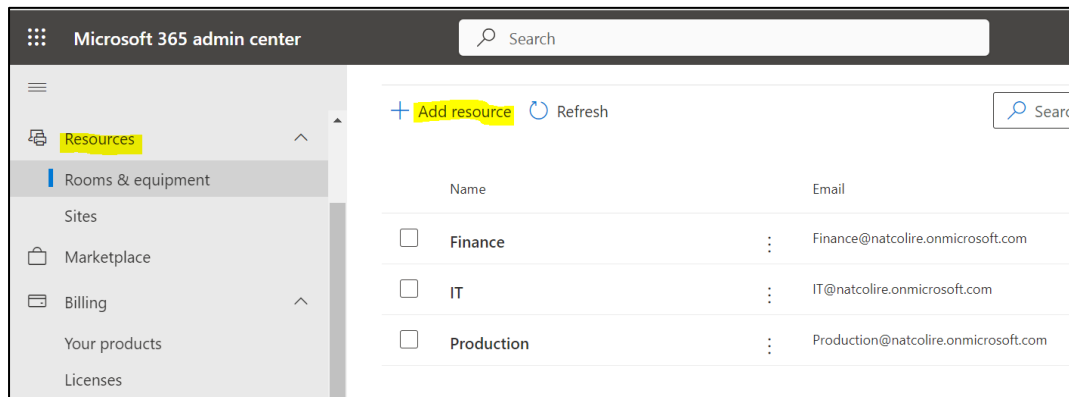 Microsoft 365 admin center
Search
Resources
Rooms & equipment
Sites
Marketplace
Billing
Your products
Licenses
Add resource
Refresh
Searc
Name Email
Finance Finance@natcolire.onmicrosoft.com
IT IT@natcolire.onmicrosoft.com
Production Production@natcolire.onmicrosoft.com